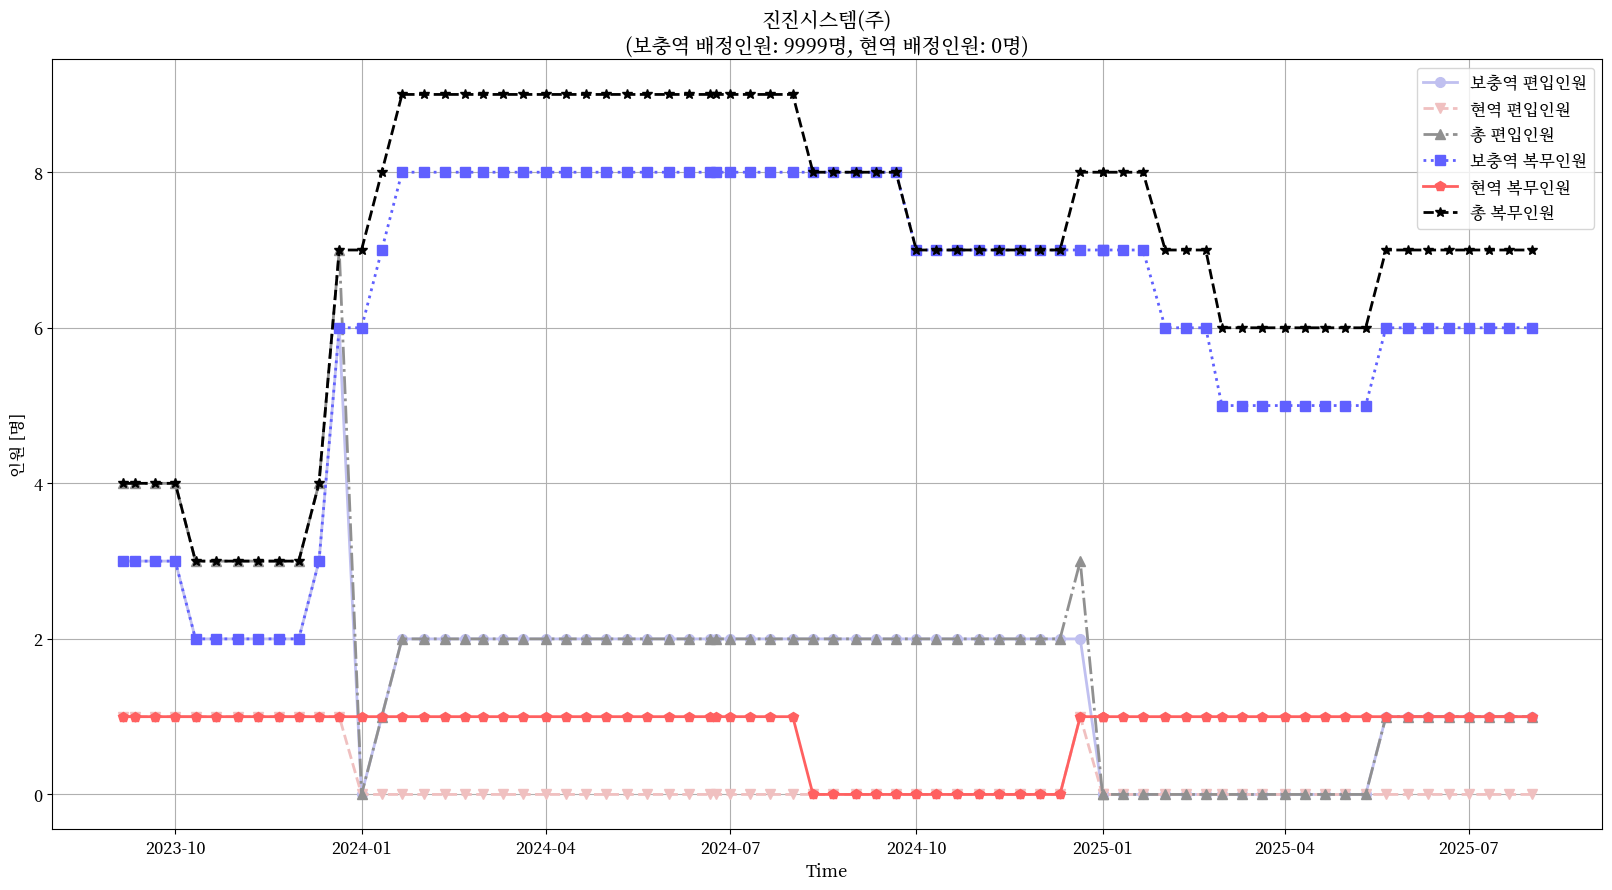 진진시스템(주)
(보충역 배정인원: 9999명, 현역 배정인원: 0명)
보충역 편입인원
현역 편입인원
총 편입인원
보충역 복무인원
현역 복무인원
총 복무인원
인원 [명]
8
6
4
2
0
2023-10
2024-01
2024-04
2024-07
2024-10
2025-01
2025-04
2025-07
Time